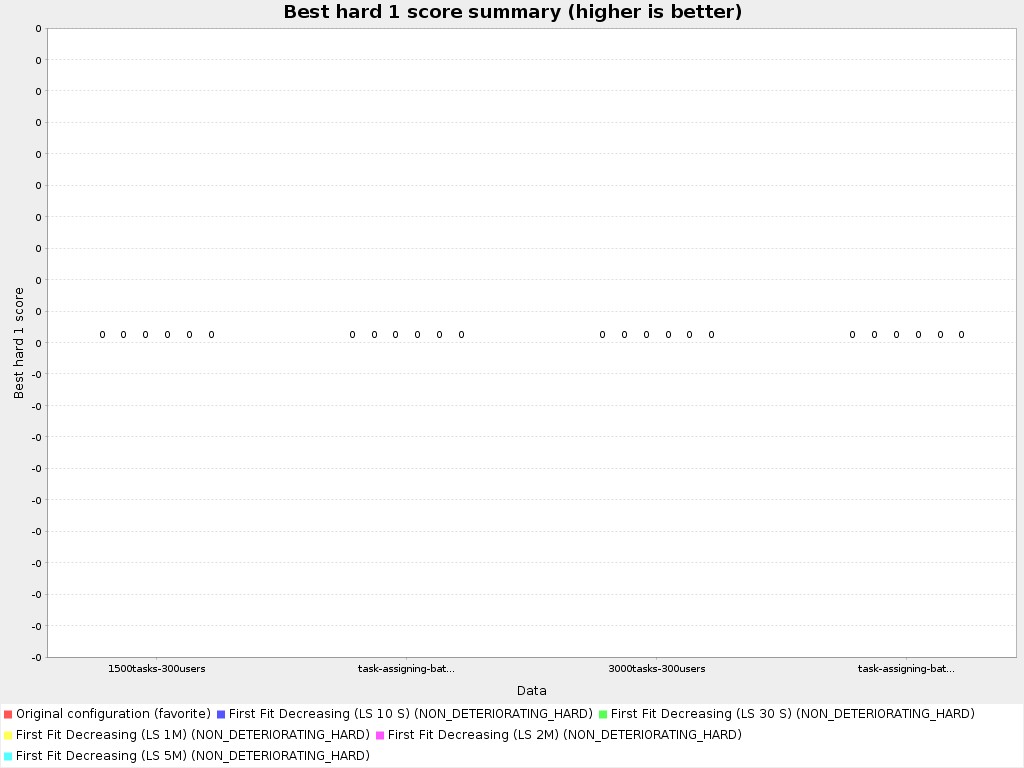 Best hard 1 score summary (higher is better)
Best hard 1 score
0
0
0
0
0
0
0
0
0
0
0
-0
-0
-0
-0
-0
-0
-0
-0
-0
-0
0 0 0 0 0 0 0 0 0 0 0 0 0 0 0 0 0 0 0 0 0 0 0 0
1500tasks-300users task-assigning-bat... 3000tasks-300users task-assigning-bat...
Data
Original configuration (favorite) First Fit Decreasing (LS 10 S) (NON_DETERIORATING_HARD) First Fit Decreasing (LS 30 S) (NON_DETERIORATING_HARD)
First Fit Decreasing (LS 1M) (NON_DETERIORATING_HARD) First Fit Decreasing (LS 2M) (NON_DETERIORATING_HARD)
First Fit Decreasing (LS 5M) (NON_DETERIORATING_HARD)